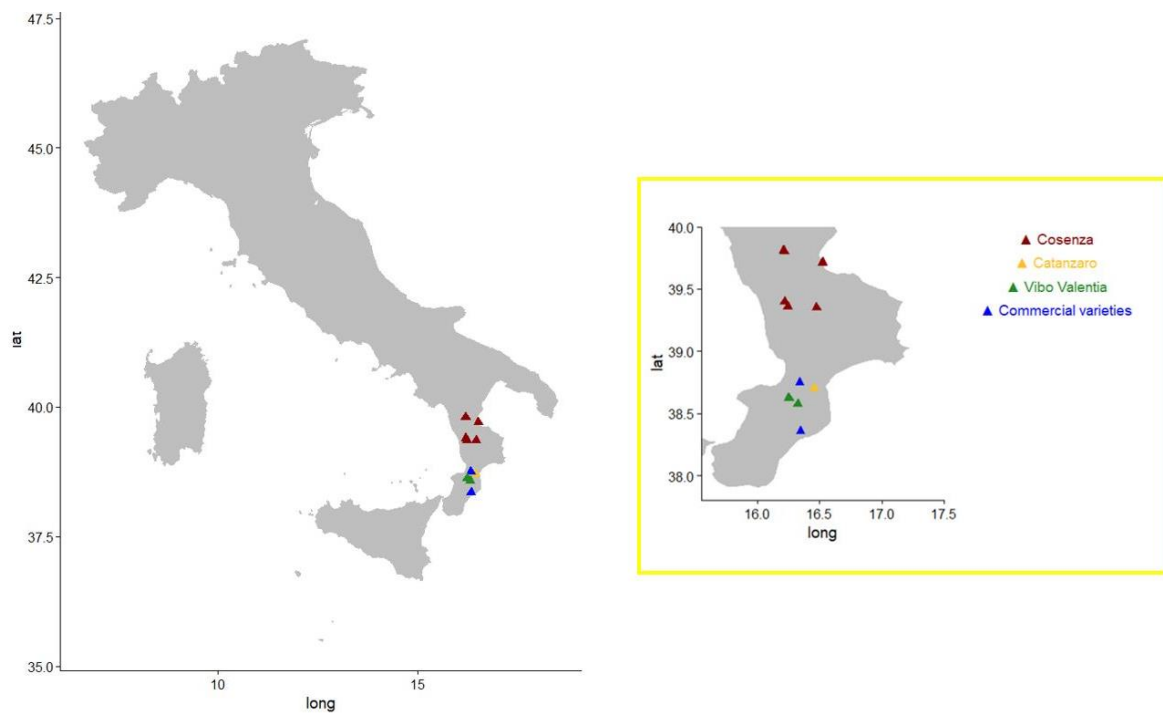 47.5
45.0
42.5
lat
40.0
37.5
35.0
10 15
long
40.0
39.5
39.0
lat
38.5
38.0
16.0 16.5 17.0 17.5
long
Cosenza
Catanzaro
Vibo Valentia
Commercial varieties